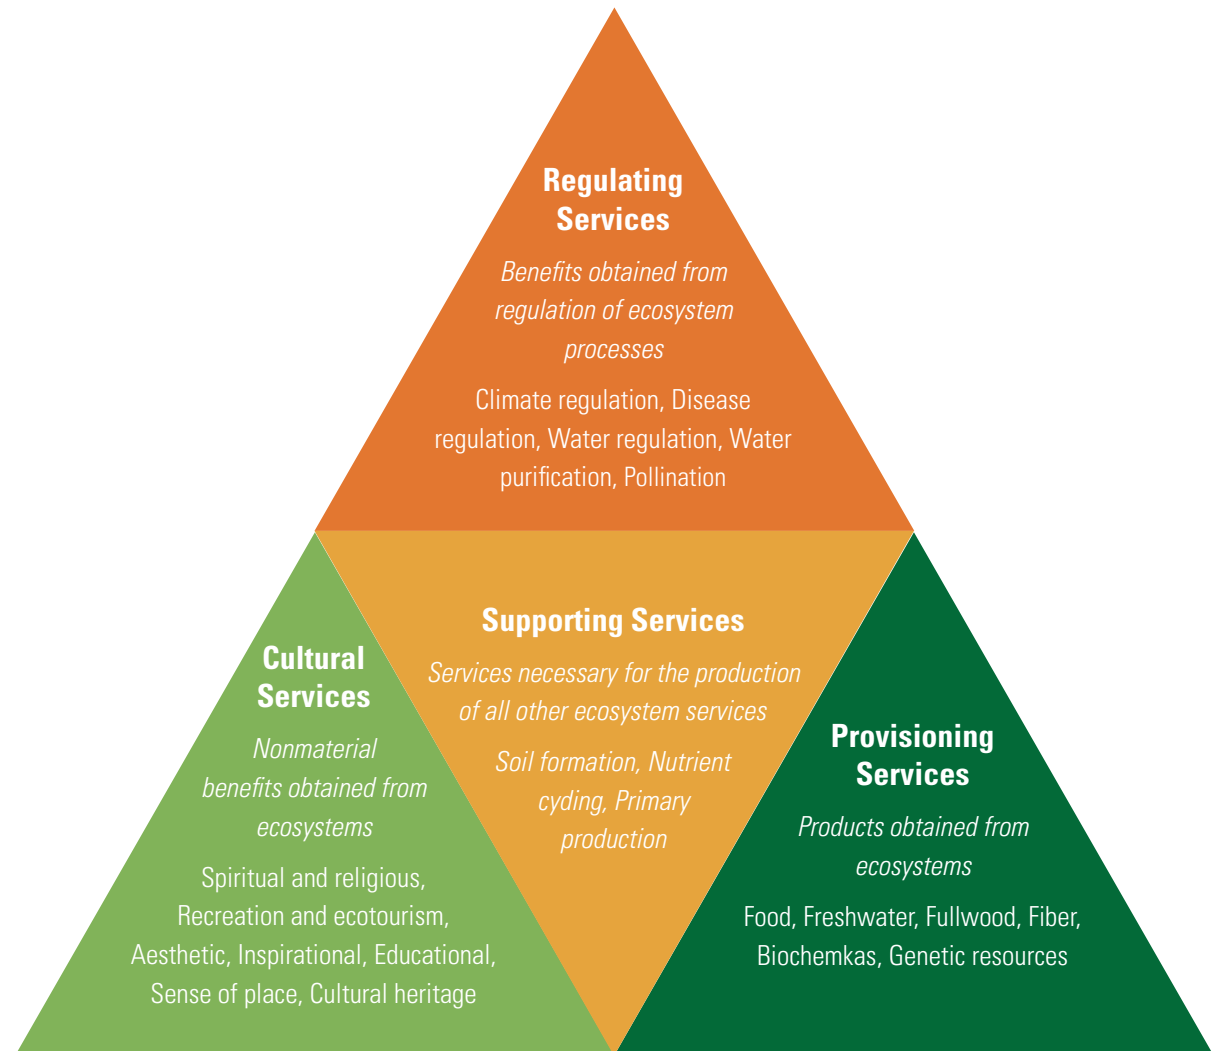 Regulating
Services
Benefits obtained from
regulation of ecosystem
processes
Climate regulation, Disease
regulation, Water regulation, Water
purification, Pollination
Supporting Services
Services necessary for the production
of all other ecosystem services
Soil formation, Nutrient
cyding, Primary
production
Cultural
Services
Nonmaterial
benefits obtained from
ecosystems
Spiritual and religious,
Recreation and ecotourism,
Aesthetic, Inspirational, Educational,
Sense of place, Cultural heritage
Provisioning
Services
Products obtained from
ecosystems
Food, Freshwater, Fullwood, Fiber,
Biochemkas, Genetic resources